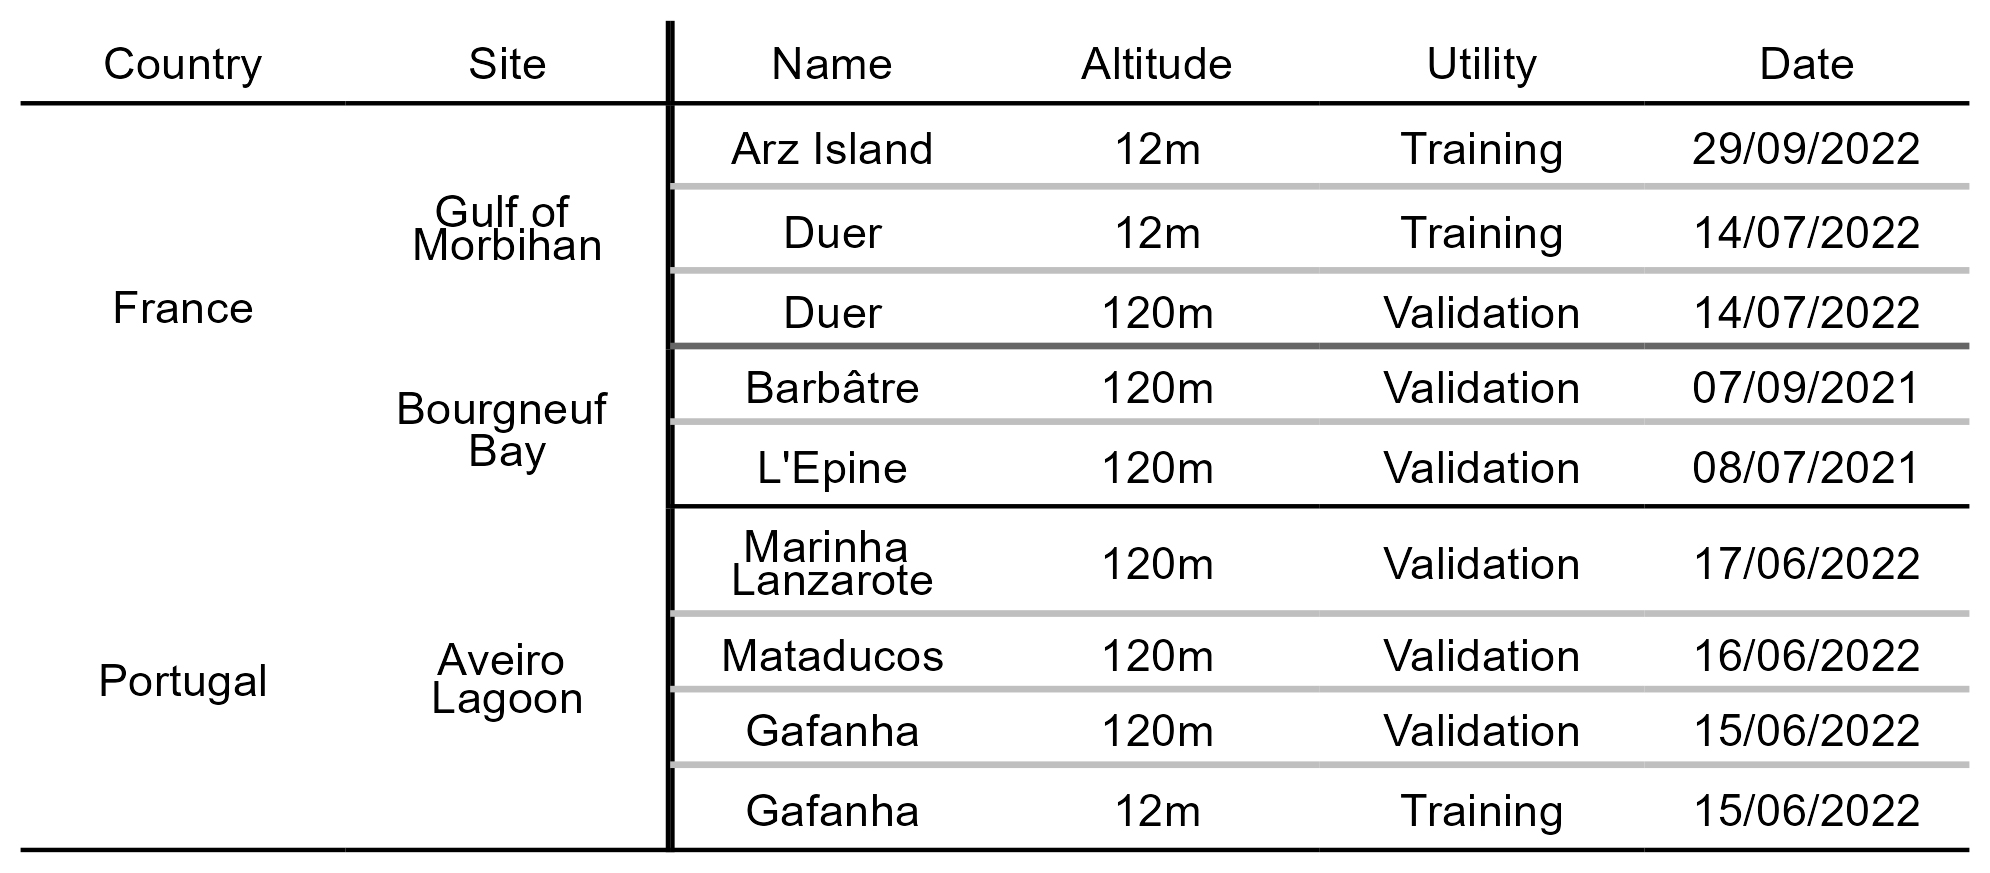 Country Site Name Altitude Utility Date
Arz Island 12m Training 29/09/2022
Gulf of
Morbihan
Duer 12m Training 14/07/2022
France
Duer 120m Validation 14/07/2022
Barbâtre 120m Validation 07/09/2021
Bourgneuf
Bay
L'Epine 120m Validation 08/07/2021
Marinha
Lanzarote
120m Validation 17/06/2022
Portugal
Aveiro
Lagoon
Mataducos 120m Validation 16/06/2022
Gafanha 120m Validation 15/06/2022
Gafanha 12m Training 15/06/2022